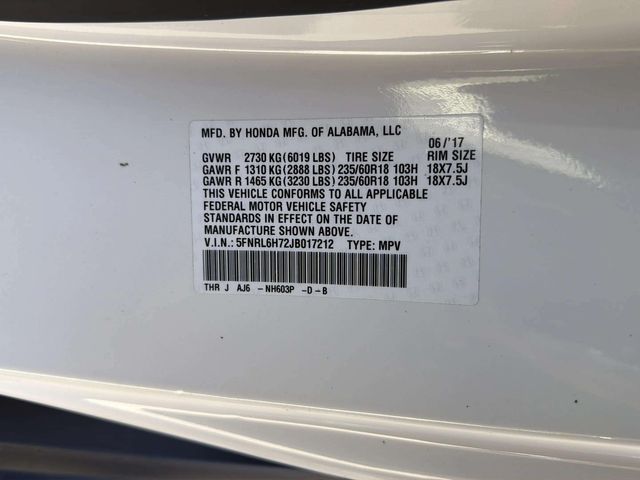 MFD. BY HONDA MFG. OF ALABAMA, LLC 06/'17
GVWR 2730 KG(6019 LBS) TIRE SIZE RIM SIZE
GAWR F 1310 KG(2888 LBS)235/60R18 103H 18X7.5J
GAWR R 1465 KG(3230 LBS)235/60R18 103H 18X7.5J
THIS VEHICLE CONFORMS TO ALL APPLICABLE
FEDERAL MOTOR VEHICLE SAFETY
STANDARDS IN EFFECT ON THE DATE OF
MANUFACTURE SHOWN ABOVE.
V.I.N.: 5FNRL6H72JB017212 TYPE: MPV
THR J AJ6 -NH603P -D-B